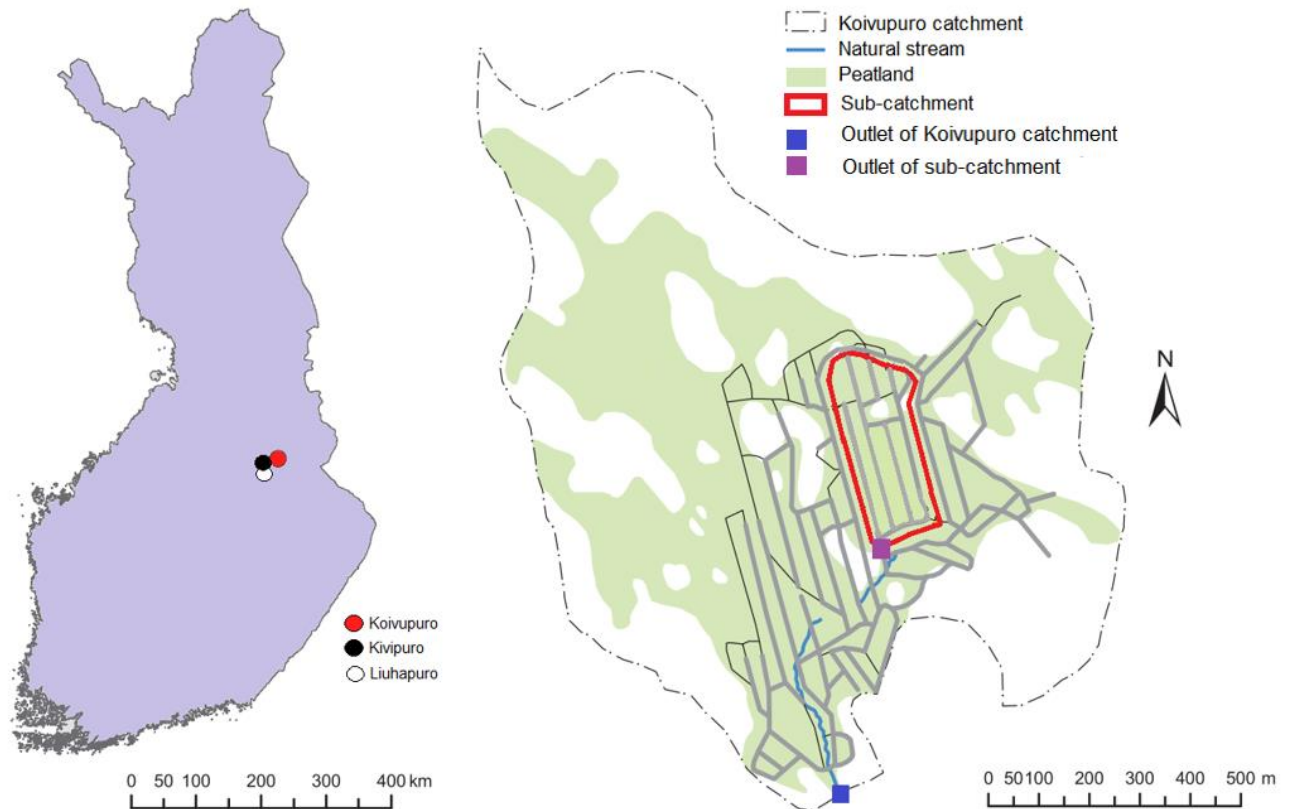 Koivupuro
Kivipuro
Liuhapuro
0 50 100 200 300 400 km
Koivupuro catchment
Natural stream
Peatland
Sub-catchment
Outlet of Koivupuro catchment
Outlet of sub-catchment
N
0 50100 200 300 400 500 m